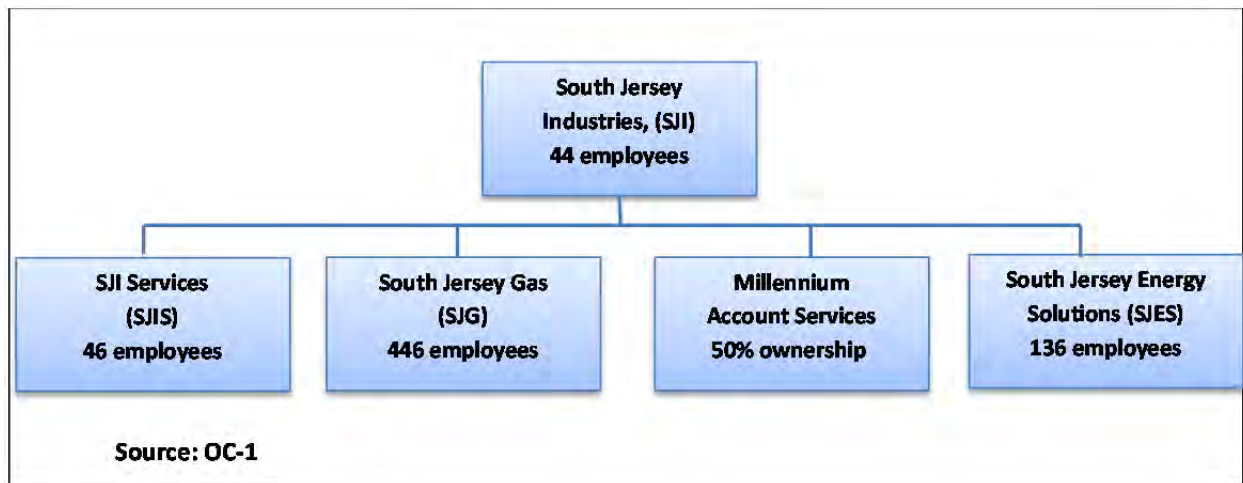 South Jersey
Industries, (SJI)
44 employees
SJI Services
(SJIS)
46 employees
South Jersey Gas
(SJG)
446 employees
Millennium
Account Services
50% ownership
South Jersey Energy
Solutions (SJES)
136 employees
Source: OC-1